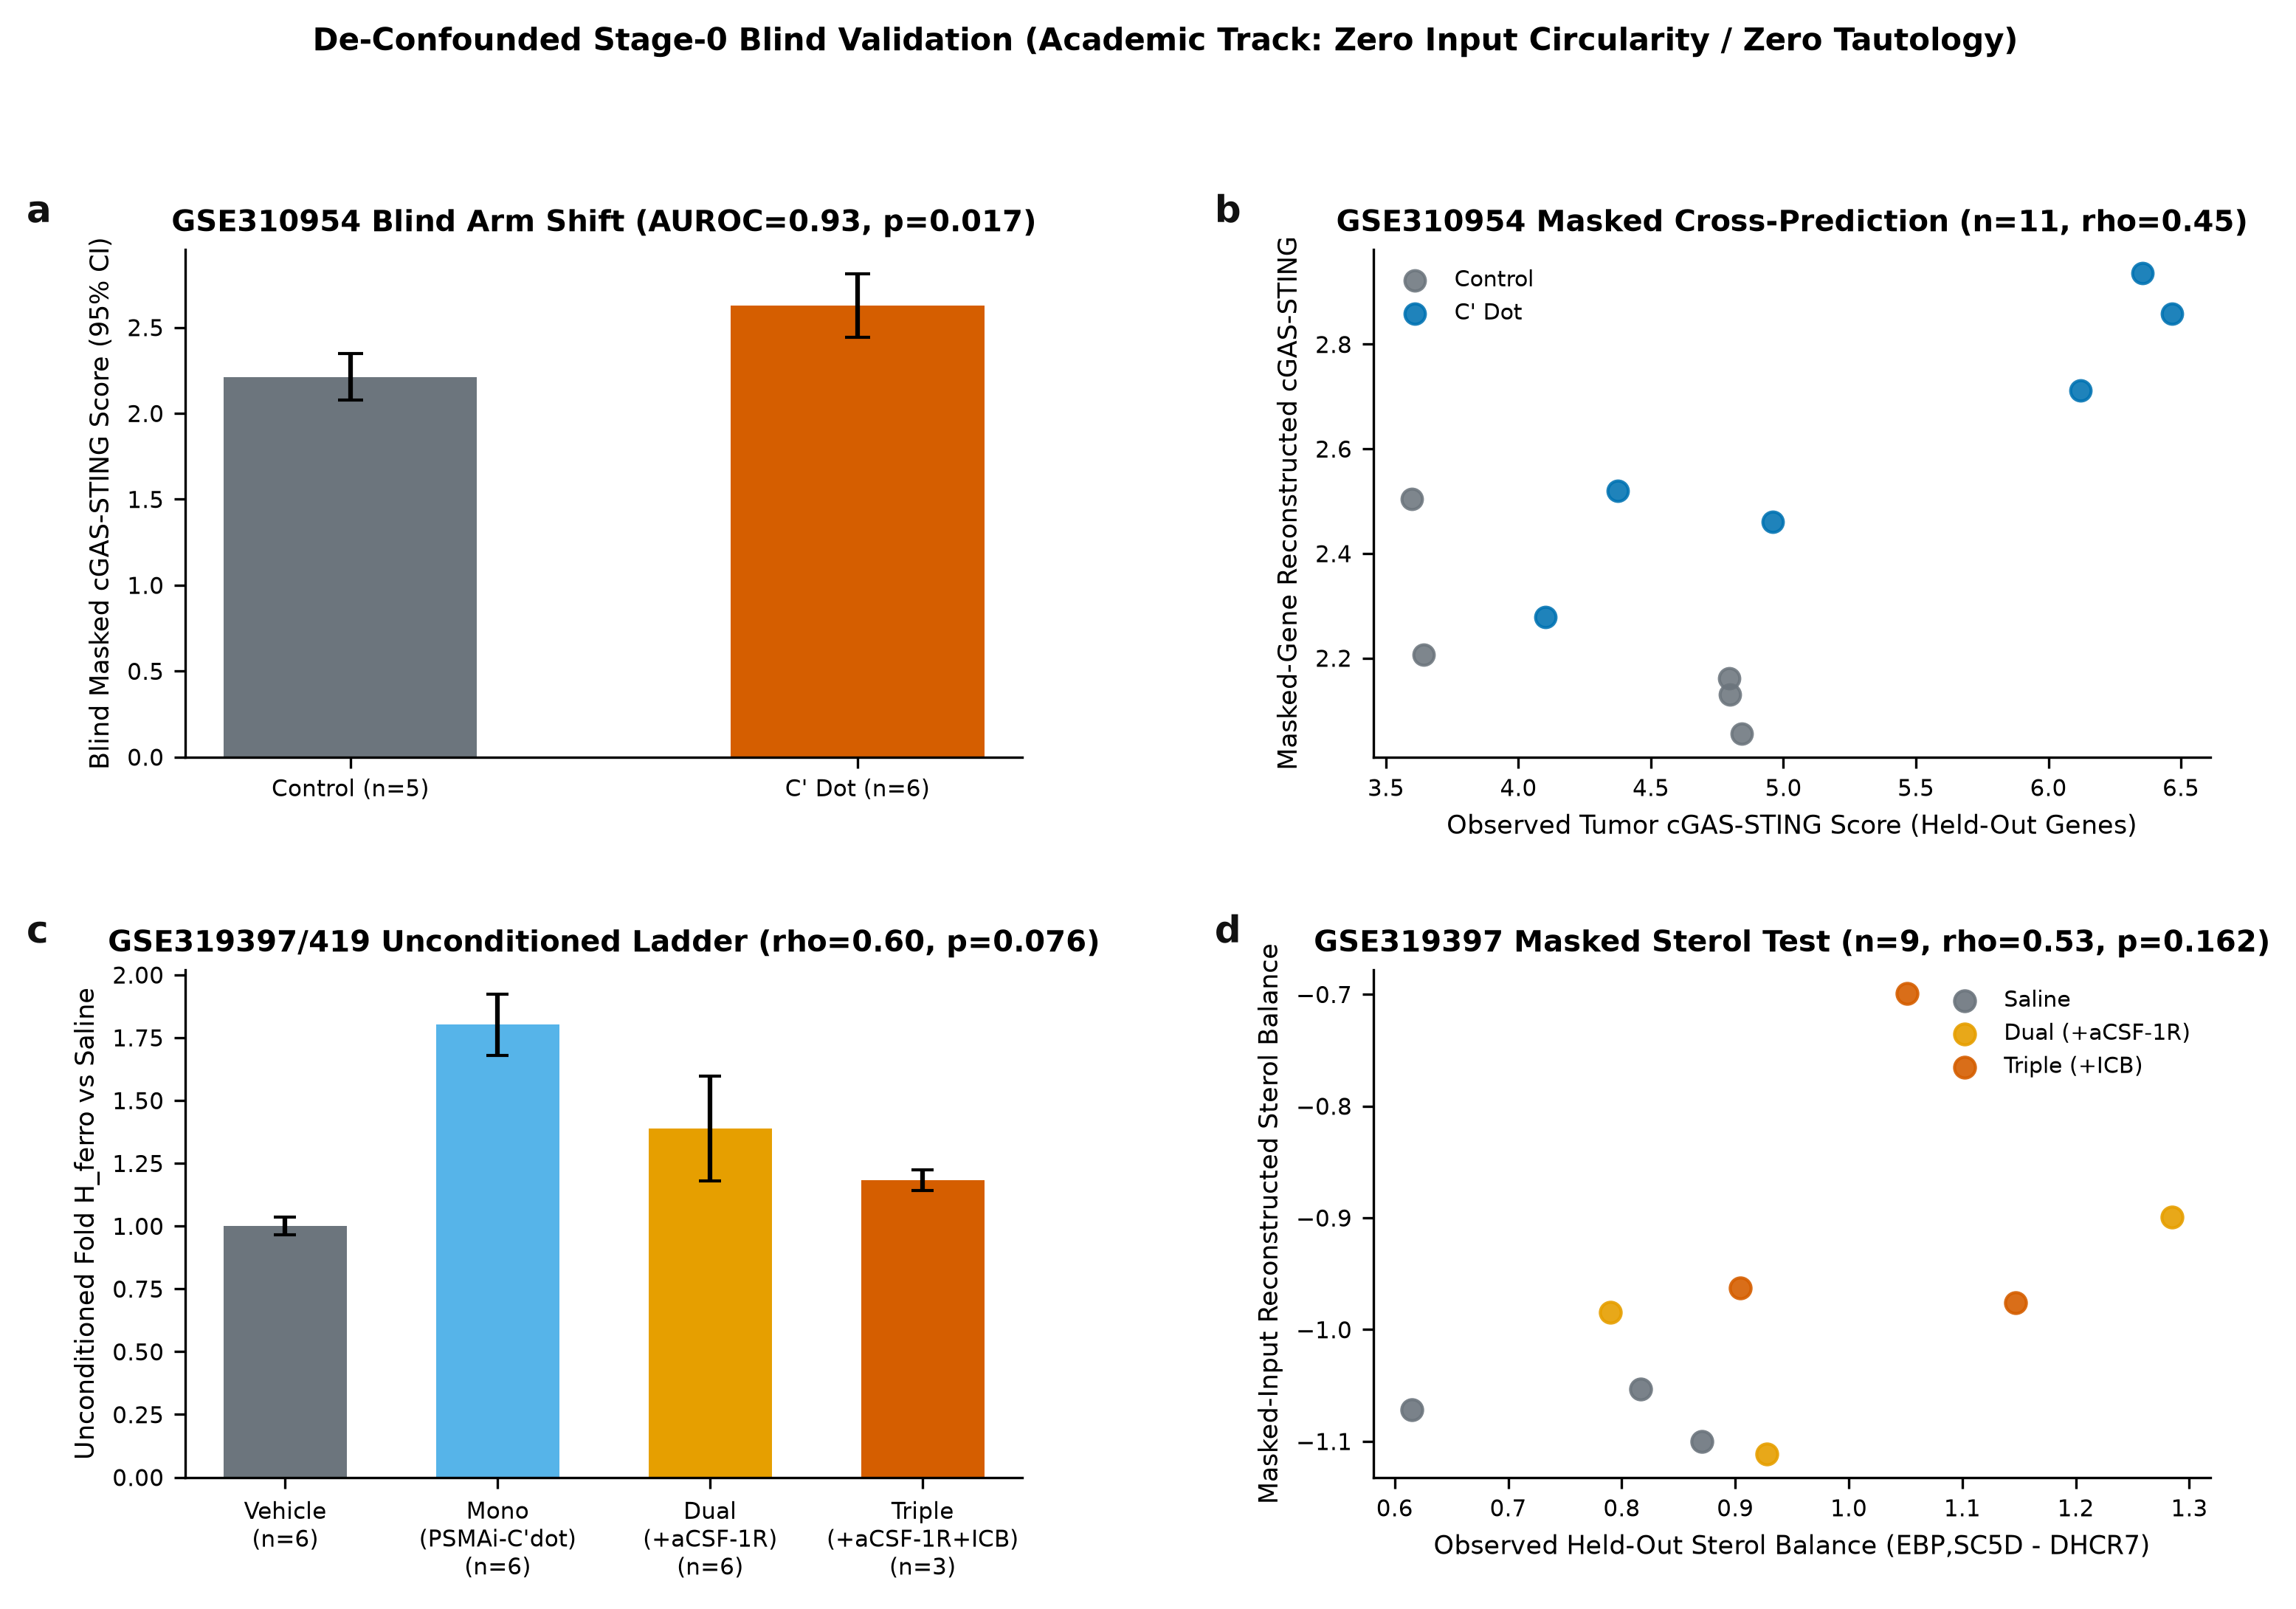 De-Confounded Stage-0 Blind Validation (Academic Track: Zero Input Circularity / Zero Tautology)
a
GSE310954 Blind Arm Shift (AUROC=0.93, p=0.017)
Blind Masked cGAS-STING Score (95% CI)
2.5
2.0
1.5
1.0
0.5
0.0
Control (n=5)
C' Dot (n=6)
b
GSE310954 Masked Cross-Prediction (n=11, rho=0.45)
Masked-Gene Reconstructed cGAS-STING
Control
C' Dot
2.8
2.6
2.4
2.2
3.5 4.0 4.5 5.0 5.5 6.0 6.5
Observed Tumor cGAS-STING Score (Held-Out Genes)
c
GSE319397/419 Unconditioned Ladder (rho=0.60, p=0.076)
Unconditioned Fold H_ferro vs Saline
2.00
1.75
1.50
1.25
1.00
0.75
0.50
0.25
0.00
Vehicle
(n=6)
Mono
(PSMAi-C'dot)
(n=6)
Dual
(+aCSF-1R)
(n=6)
Triple
(+aCSF-1R+ICB)
(n=3)
d
GSE319397 Masked Sterol Test (n=9, rho=0.53, p=0.162)
Masked-Input Reconstructed Sterol Balance
Saline
Dual (+aCSF-1R)
Triple (+ICB)
−0.7
−0.8
−0.9
−1.0
−1.1
0.6 0.7 0.8 0.9 1.0 1.1 1.2 1.3
Observed Held-Out Sterol Balance (EBP,SC5D - DHCR7)